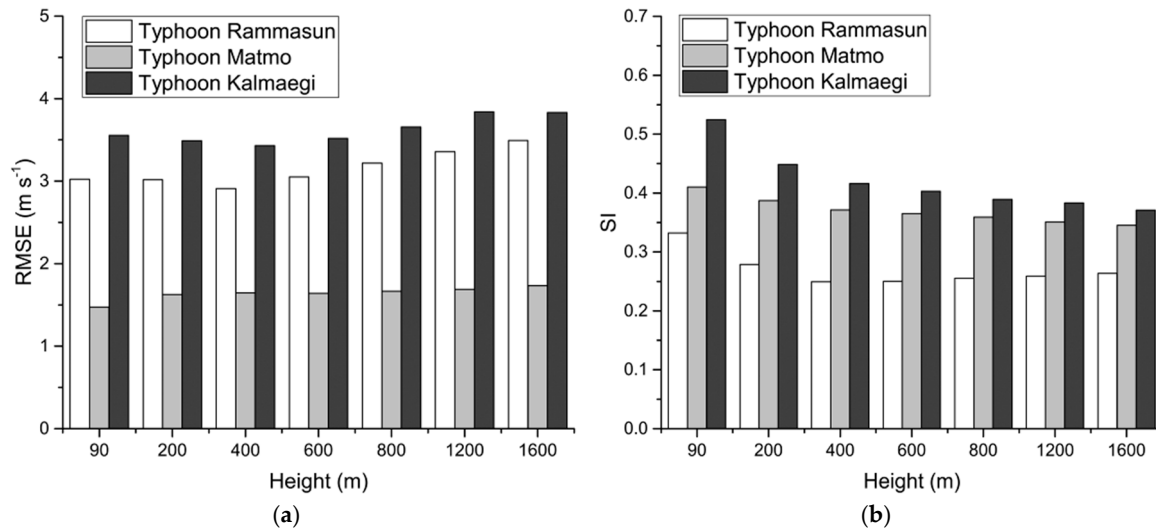 5
4
3
2
1
0
RMSE (m s⁻¹)
Typhoon Rammasun
Typhoon Matmo
Typhoon Kalmaegi
90 200 400 600 800 1200 1600
Height (m)
(a)
0.7
0.6
0.5
0.4
0.3
0.2
0.1
0.0
SI
Typhoon Rammasun
Typhoon Matmo
Typhoon Kalmaegi
90 200 400 600 800 1200 1600
Height (m)
(b)